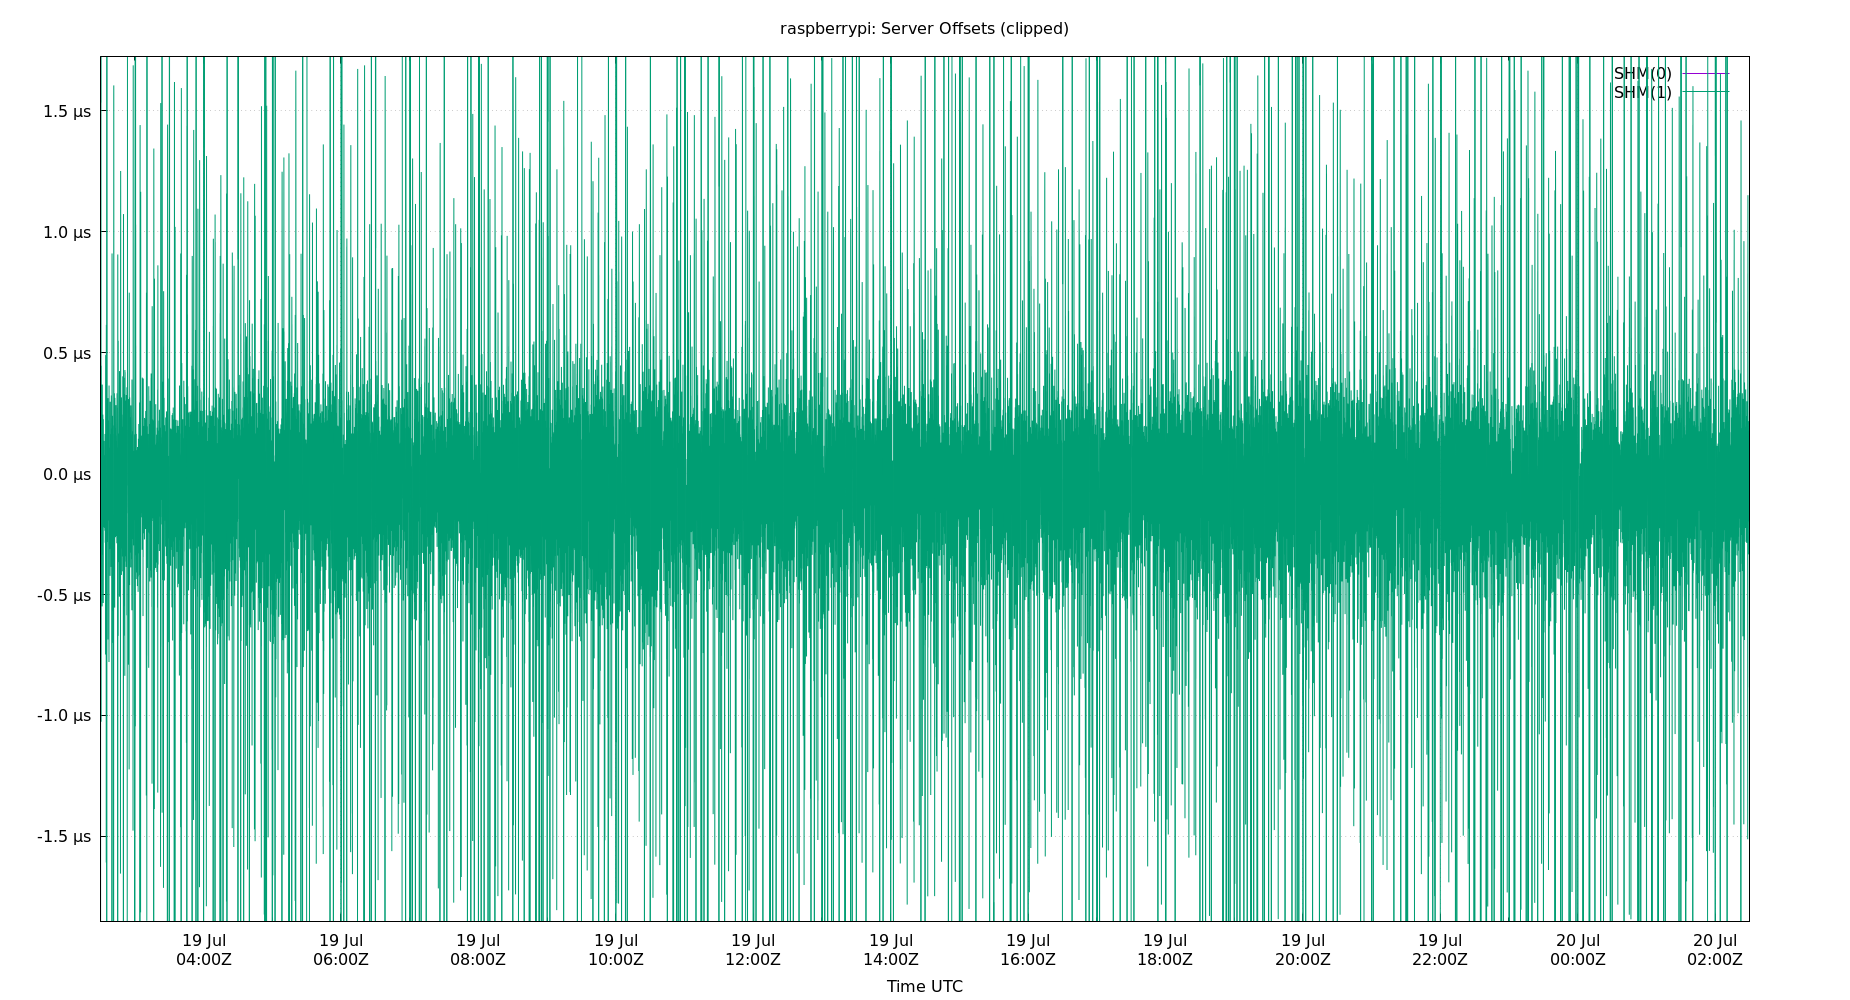 raspberrypi: Server Offsets (clipped)
SHM(0)
SHM(1)
1.5 µs
1.0 µs
0.5 µs
0.0 µs
-0.5 µs
-1.0 µs
-1.5 µs
19 Jul 19 Jul 19 Jul 19 Jul 19 Jul 19 Jul 19 Jul 19 Jul 19 Jul 19 Jul 20 Jul 20 Jul
04:00Z 06:00Z 08:00Z 10:00Z 12:00Z 14:00Z 16:00Z 18:00Z 20:00Z 22:00Z 00:00Z 02:00Z
Time UTC